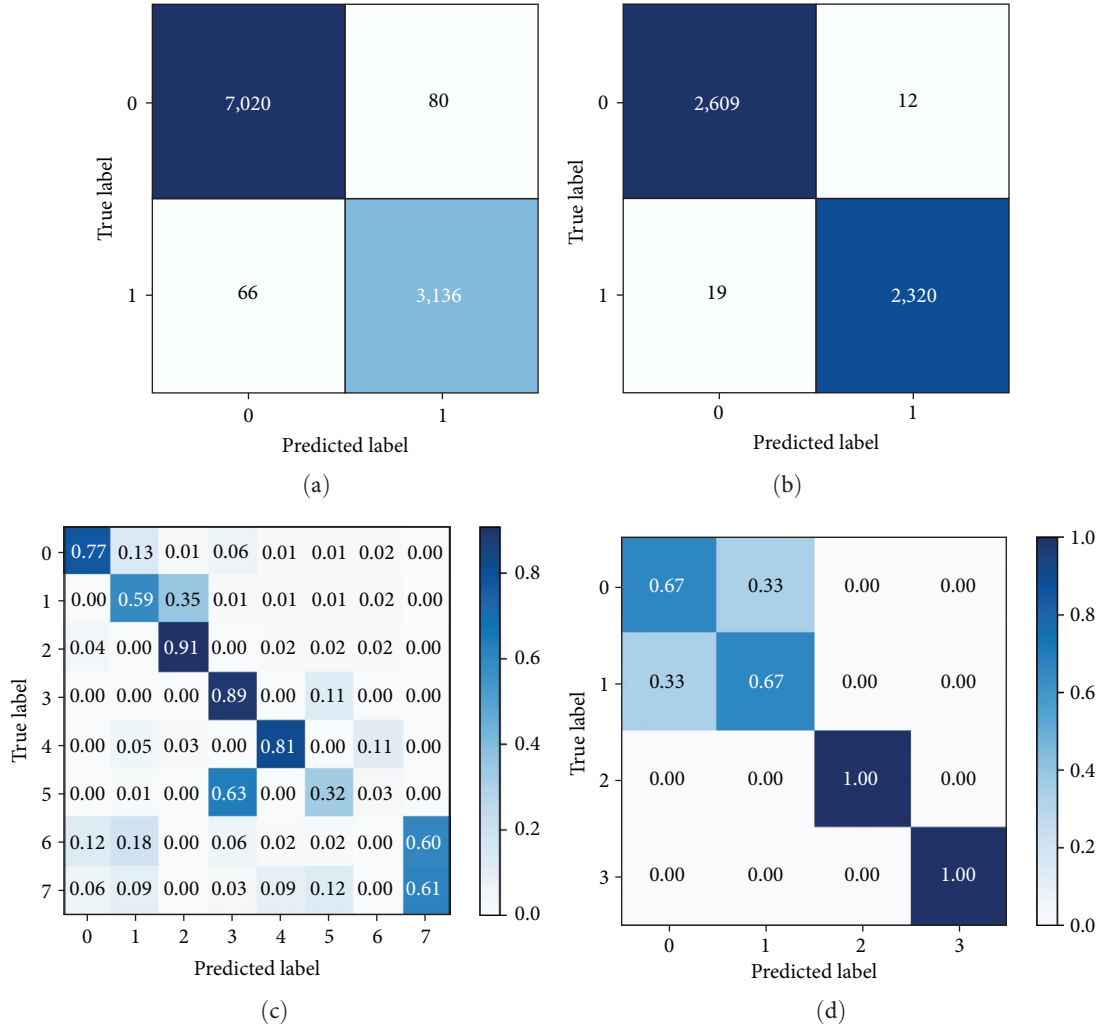 0 7,020 80
1 66 3,136
0 1
True label
Predicted label
(a)
0 2,609 12
1 19 2,320
0 1
True label
Predicted label
(b)
0 0.77 0.13 0.01 0.06 0.01 0.01 0.02 0.00
1 0.00 0.59 0.35 0.01 0.01 0.01 0.02 0.00
2 0.04 0.00 0.91 0.00 0.02 0.02 0.02 0.00
3 0.00 0.00 0.00 0.89 0.00 0.11 0.00 0.00
4 0.00 0.05 0.03 0.00 0.81 0.00 0.11 0.00
5 0.00 0.01 0.00 0.63 0.00 0.32 0.03 0.00
6 0.12 0.18 0.00 0.06 0.02 0.02 0.00 0.60
7 0.06 0.09 0.00 0.03 0.09 0.12 0.00 0.61
0 1 2 3 4 5 6 7
True label
Predicted label
0.8
0.6
0.4
0.2
0.0
(c)
0 0.67 0.33 0.00 0.00
1 0.33 0.67 0.00 0.00
2 0.00 0.00 1.00 0.00
3 0.00 0.00 0.00 1.00
0 1 2 3
True label
Predicted label
1.0
0.8
0.6
0.4
0.2
0.0
(d)